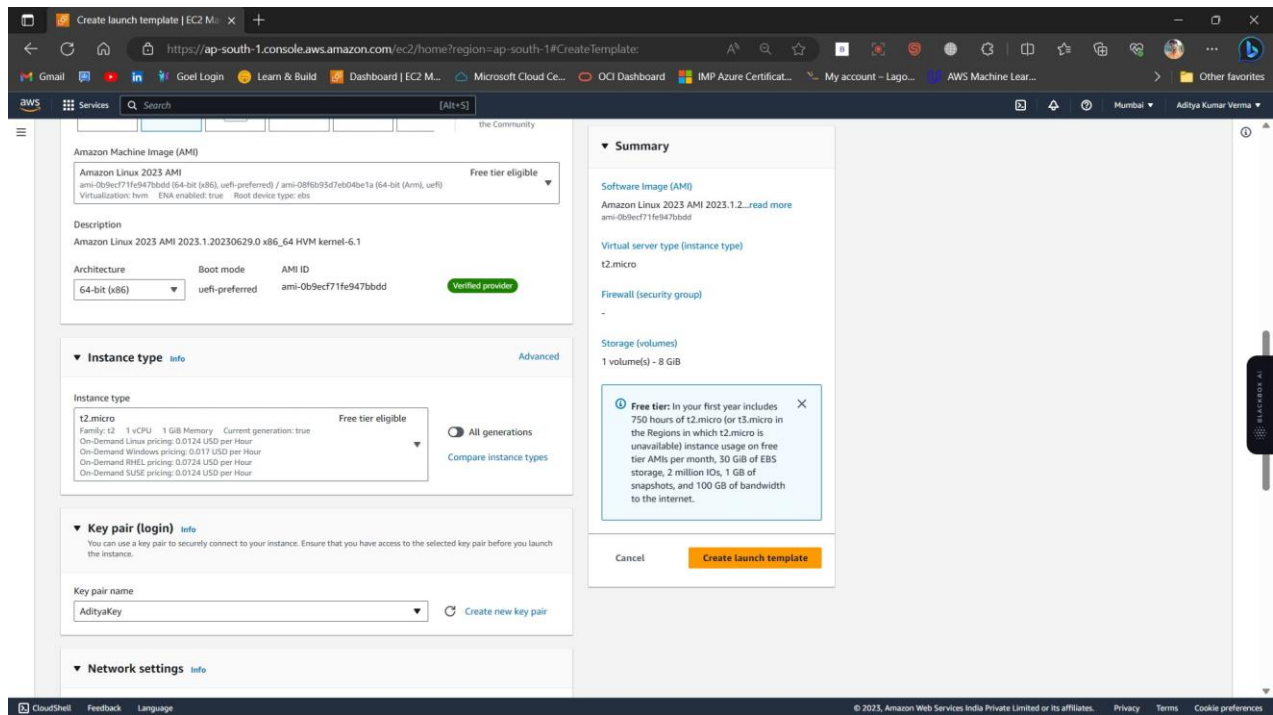 Create launch template | EC2 Ma
https://ap-south-1.console.aws.amazon.com/ec2/home?region=ap-south-1#CreateTemplate:
Gmail
Goel Login
Learn & Build
Dashboard | EC2 M...
Microsoft Cloud Ce...
OCI Dashboard
IMP Azure Certificat...
My account – Lago...
AWS Machine Lear...
Other favorites
aws
Services
Search
[Alt+S]
Mumbai
Aditya Kumar Verma
the Community
Amazon Machine Image (AMI)
Amazon Linux 2023 AMI
Free tier eligible
ami-0b9ecf71fe947bbdd (64-bit (x86), uefi-preferred) / ami-08f6b93d7eb04be1a (64-bit (Arm), uefi)
Virtualization: hvm ENA enabled: true Root device type: ebs
Description
Amazon Linux 2023 AMI 2023.1.20230629.0 x86_64 HVM kernel-6.1
Architecture
Boot mode
AMI ID
64-bit (x86)
uefi-preferred
ami-0b9ecf71fe947bbdd
Verified provider
Instance type Info
Advanced
Instance type
t2.micro
Free tier eligible
Family: t2 1 vCPU 1 GiB Memory Current generation: true
On-Demand Linux pricing: 0.0124 USD per Hour
On-Demand Windows pricing: 0.017 USD per Hour
On-Demand RHEL pricing: 0.0724 USD per Hour
On-Demand SUSE pricing: 0.0124 USD per Hour
All generations
Compare instance types
Key pair (login) Info
You can use a key pair to securely connect to your instance. Ensure that you have access to the selected key pair before you launch
the instance.
Key pair name
AdityaKey
Create new key pair
Network settings Info
Summary
Software Image (AMI)
Amazon Linux 2023 AMI 2023.1.2...read more
ami-0b9ecf71fe947bbdd
Virtual server type (instance type)
t2.micro
Firewall (security group)
-
Storage (volumes)
1 volume(s) - 8 GiB
Free tier: In your first year includes
750 hours of t2.micro (or t3.micro in
the Regions in which t2.micro is
unavailable) instance usage on free
tier AMIs per month, 30 GiB of EBS
storage, 2 million IOs, 1 GB of
snapshots, and 100 GB of bandwidth
to the internet.
Cancel
Create launch template
BLACKBOX AI
CloudShell
Feedback
Language
© 2023, Amazon Web Services India Private Limited or its affiliates.
Privacy
Terms
Cookie preferences